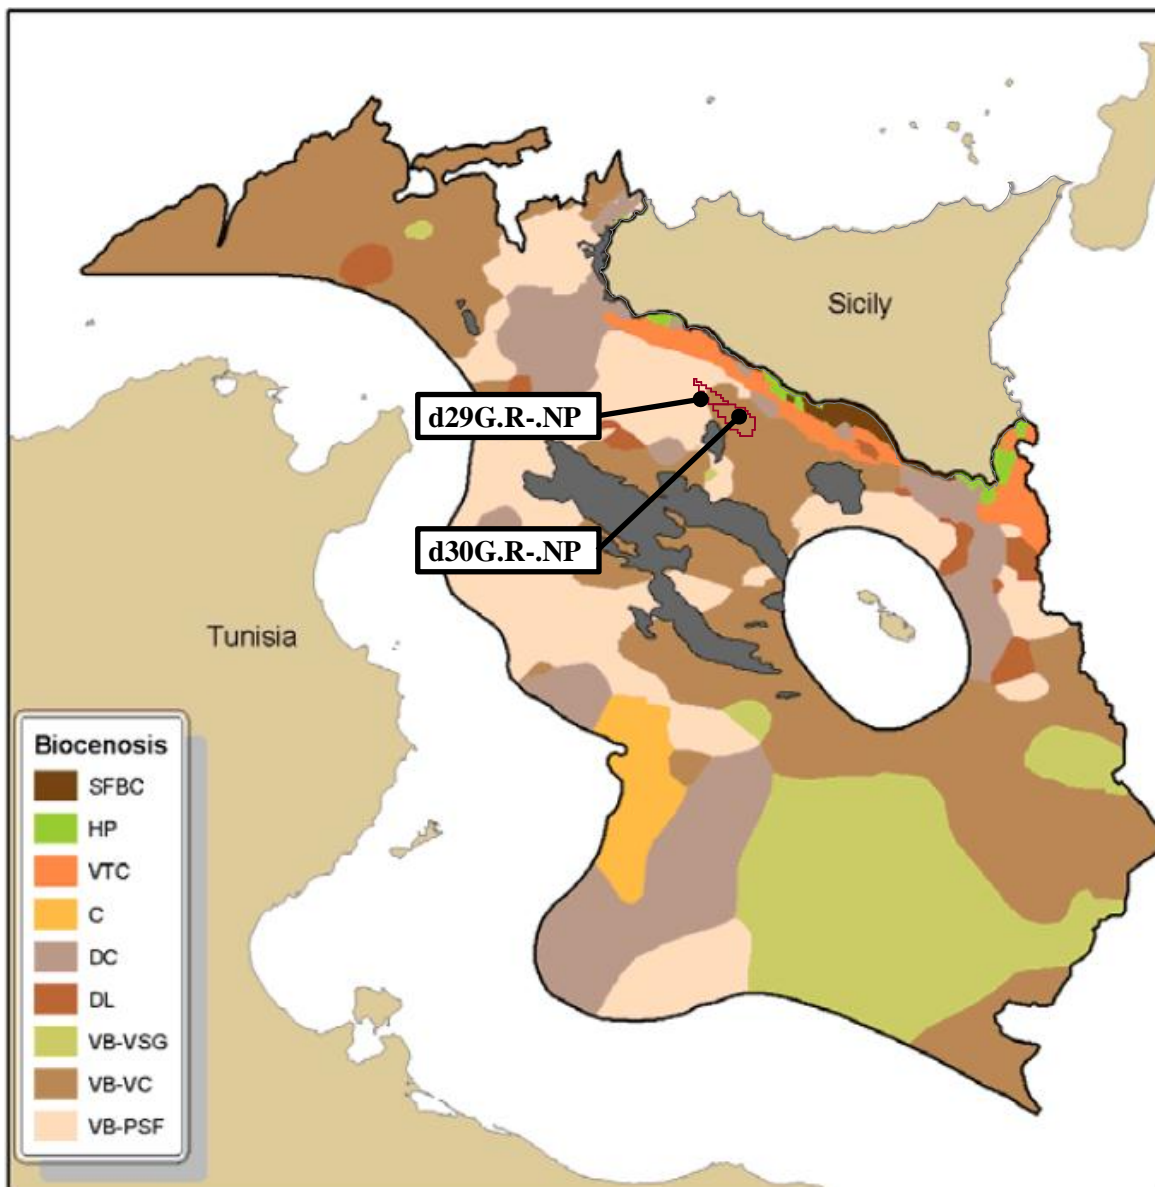 Sicily
d29G.R-.NP
d30G.R-.NP
Tunisia
Biocenosis
SFBC
HP
VTC
C
DC
DL
VB-VSG
VB-VC
VB-PSF